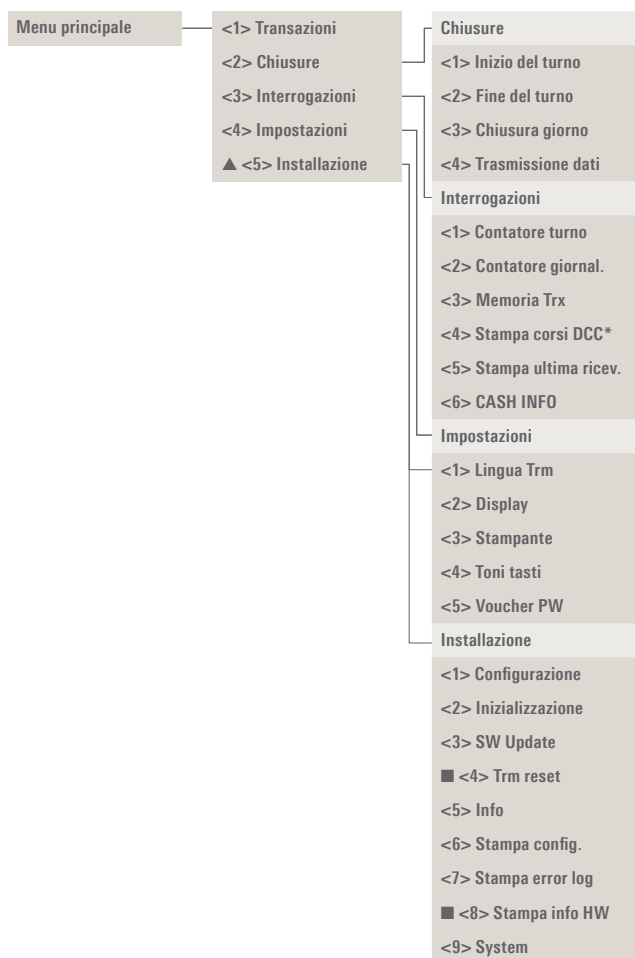 Menu principale
<1> Transazioni
<2> Chiusure
<3> Interrogazioni
<4> Impostazioni
▲ <5> Installazione
Chiusure
<1> Inizio del turno
<2> Fine del turno
<3> Chiusura giorno
<4> Trasmissione dati
Interrogazioni
<1> Contatore turno
<2> Contatore giornal.
<3> Memoria Trx
<4> Stampa corsi DCC*
<5> Stampa ultima ricev.
<6> CASH INFO
Impostazioni
<1> Lingua Trm
<2> Display
<3> Stampante
<4> Toni tasti
<5> Voucher PW
Installazione
<1> Configurazione
<2> Inizializzazione
<3> SW Update
■ <4> Trm reset
<5> Info
<6> Stampa config.
<7> Stampa error log
■ <8> Stampa info HW
<9> System